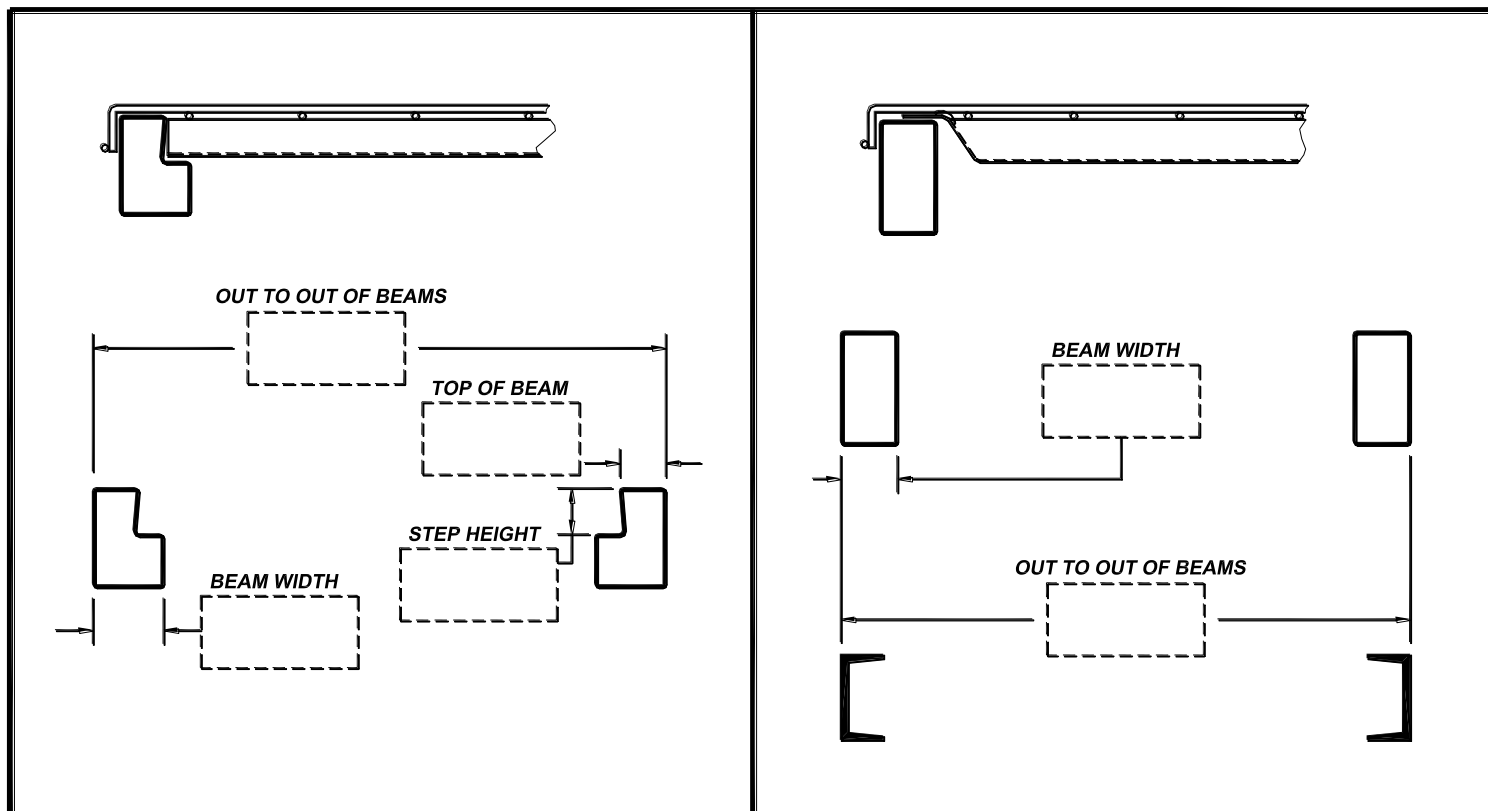 OUT TO OUT OF BEAMS
TOP OF BEAM
STEP HEIGHT
BEAM WIDTH
BEAM WIDTH
OUT TO OUT OF BEAMS